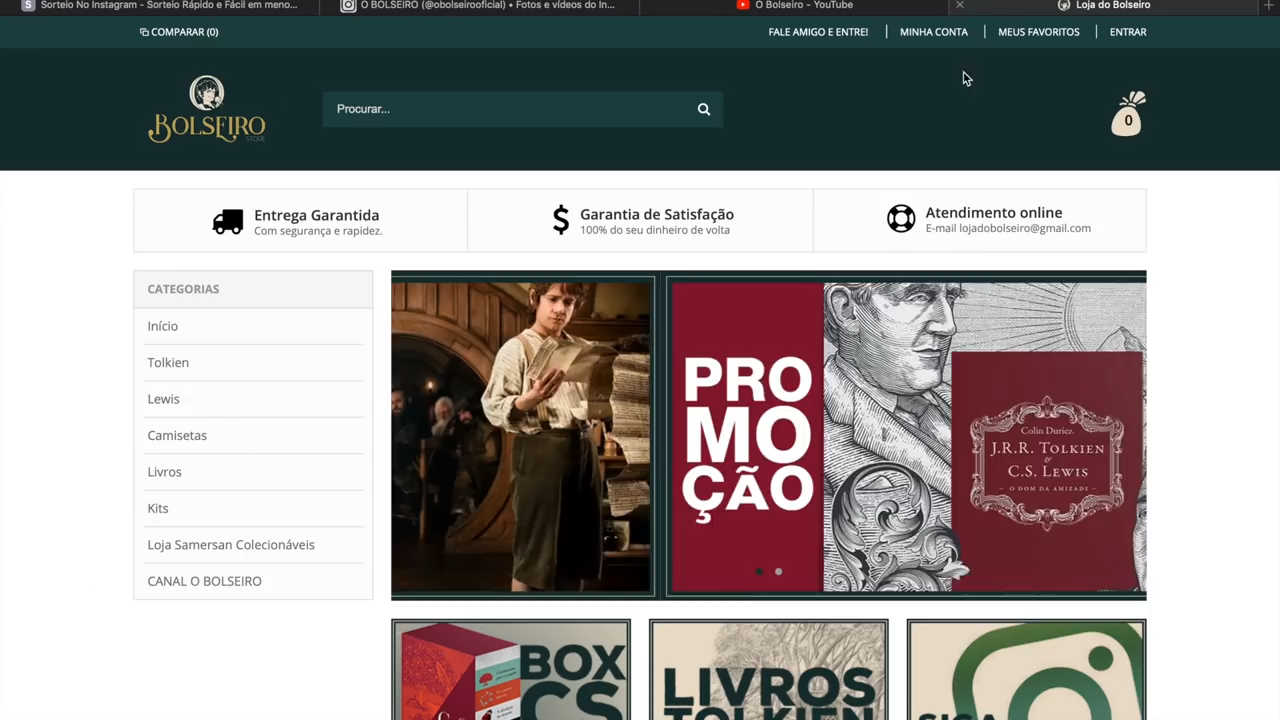 Sorteio No Instagram - Sorteio Rápido e Fácil em meno...
O BOLSEIRO (@obolseirooficial) • Fotos e vídeos do In...
O Bolseiro - YouTube
Loja do Bolseiro
COMPARAR (0)
FALE AMIGO E ENTRE!
MINHA CONTA
MEUS FAVORITOS
ENTRAR
BOLSEIRO
STORE
Procurar...
0
Entrega Garantida
Com segurança e rapidez.
Garantia de Satisfação
100% do seu dinheiro de volta
Atendimento online
E-mail lojadobolseiro@gmail.com
CATEGORIAS
Início
Tolkien
Lewis
Camisetas
Livros
Kits
Loja Samersan Colecionáveis
CANAL O BOLSEIRO
PRO
MO
ÇÃO
Colin Duriez
J.R.R. TOLKIEN
&
C.S. LEWIS
O DOM DA AMIZADE
BOX
CS
LIVROS
TOLKIEN
SIGA